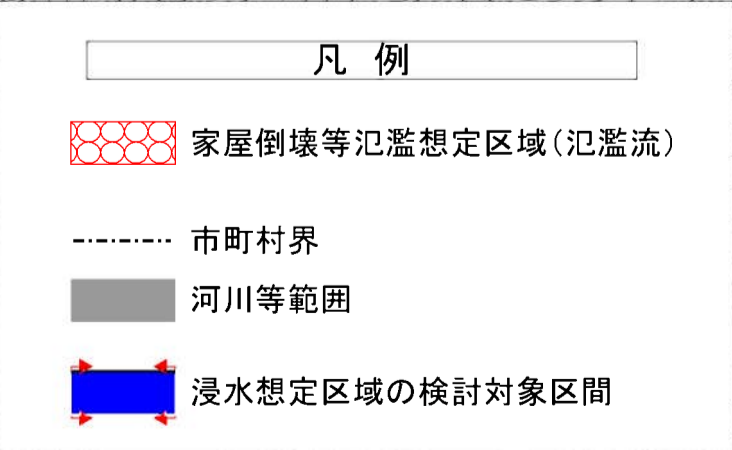 凡 例
家屋倒壊等氾濫想定区域(氾濫流)
市町村界
河川等範囲
浸水想定区域の検討対象区間